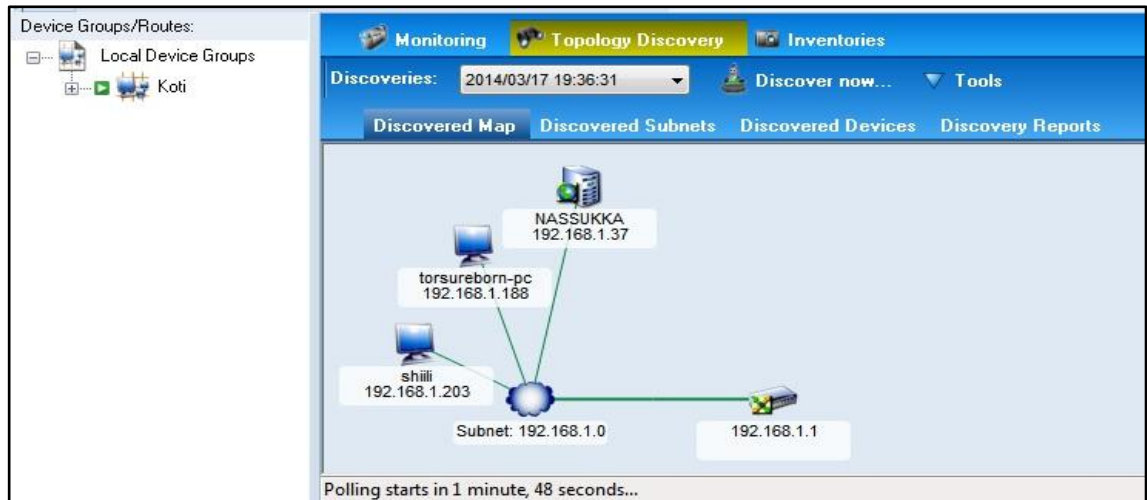 Device Groups/Routes:
Local Device Groups
Koti
Monitoring Topology Discovery Inventories
Discoveries: 2014/03/17 19:36:31 Discover now... Tools
Discovered Map Discovered Subnets Discovered Devices Discovery Reports
NASSUKKA
192.168.1.37
torsureborn-pc
192.168.1.188
shiili
192.168.1.203
Subnet: 192.168.1.0
192.168.1.1
Polling starts in 1 minute, 48 seconds...